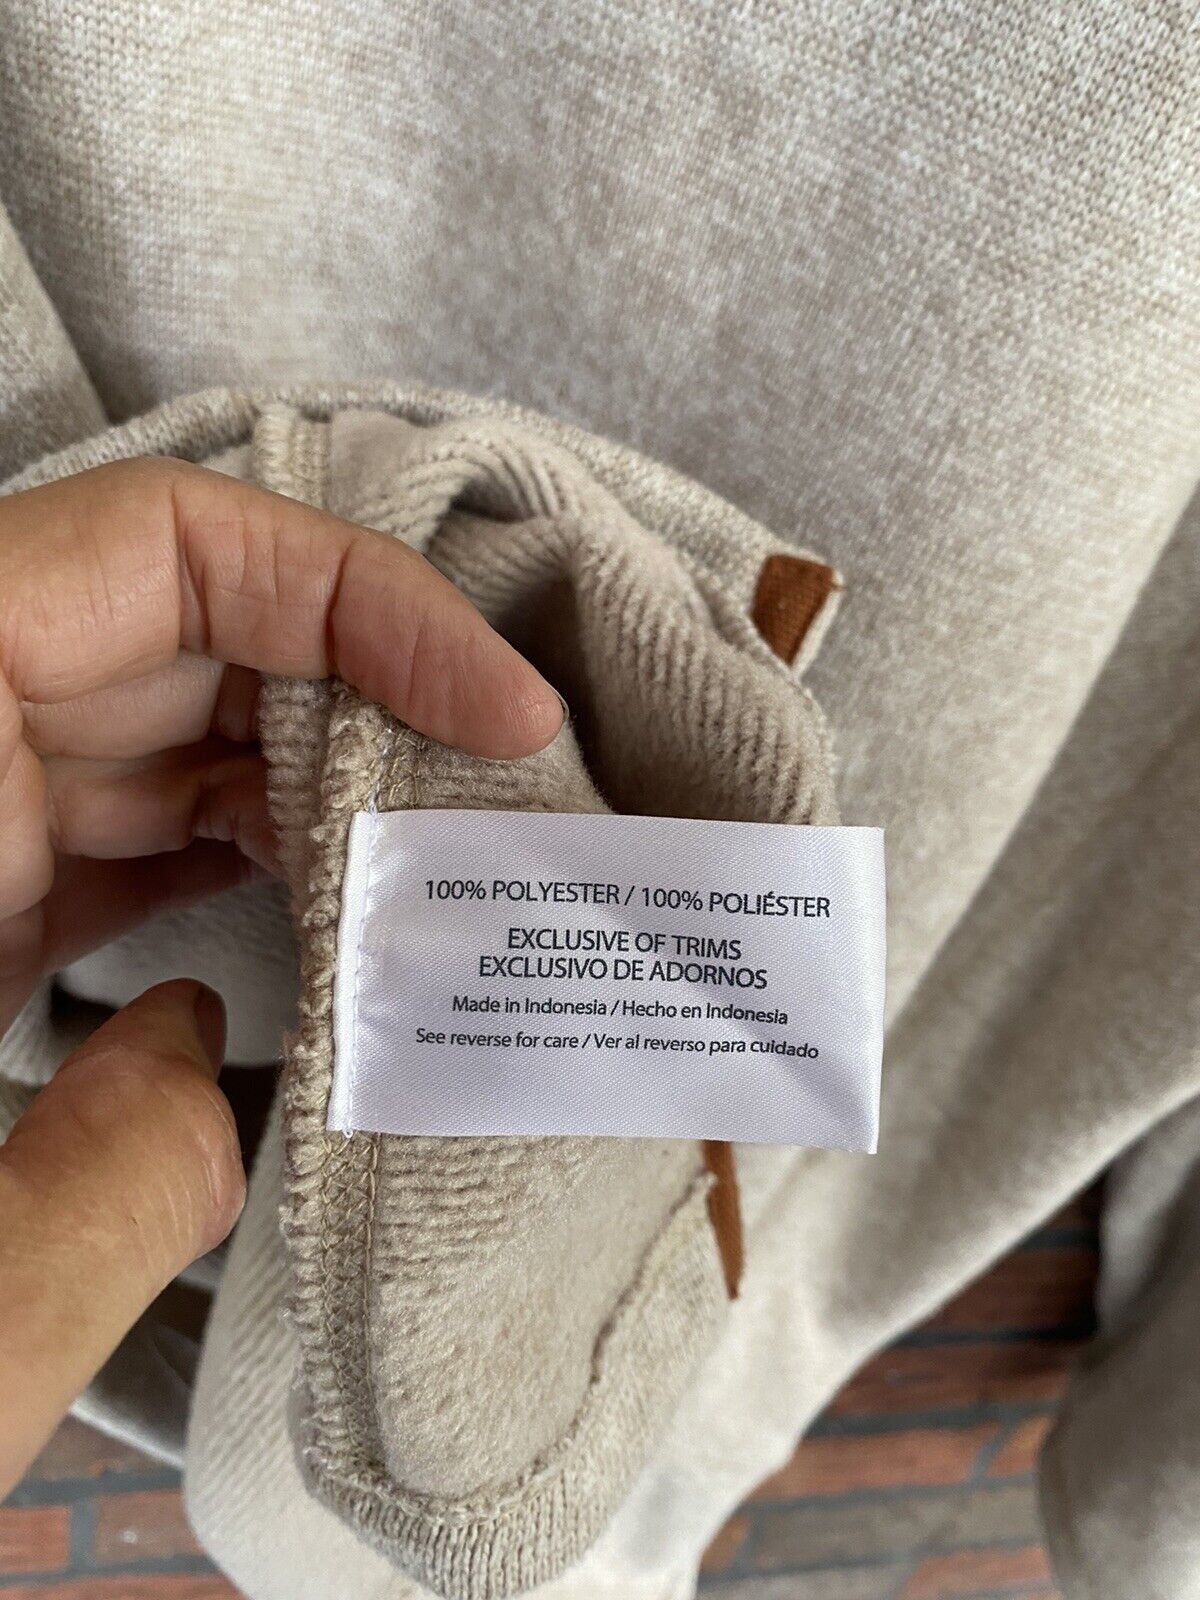 100% POLYESTER / 100% POLIÉSTER
EXCLUSIVE OF TRIMS
EXCLUSIVO DE ADORNOS
Made in Indonesia / Hecho en Indonesia
See reverse for care / Ver al reverso para cuidado